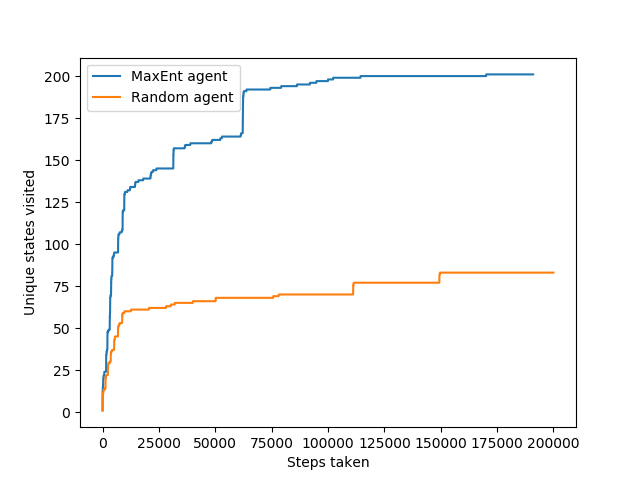 MaxEnt agent
Random agent
200
175
150
125
100
75
50
25
0
Unique states visited
0 25000 50000 75000 100000 125000 150000 175000 200000
Steps taken